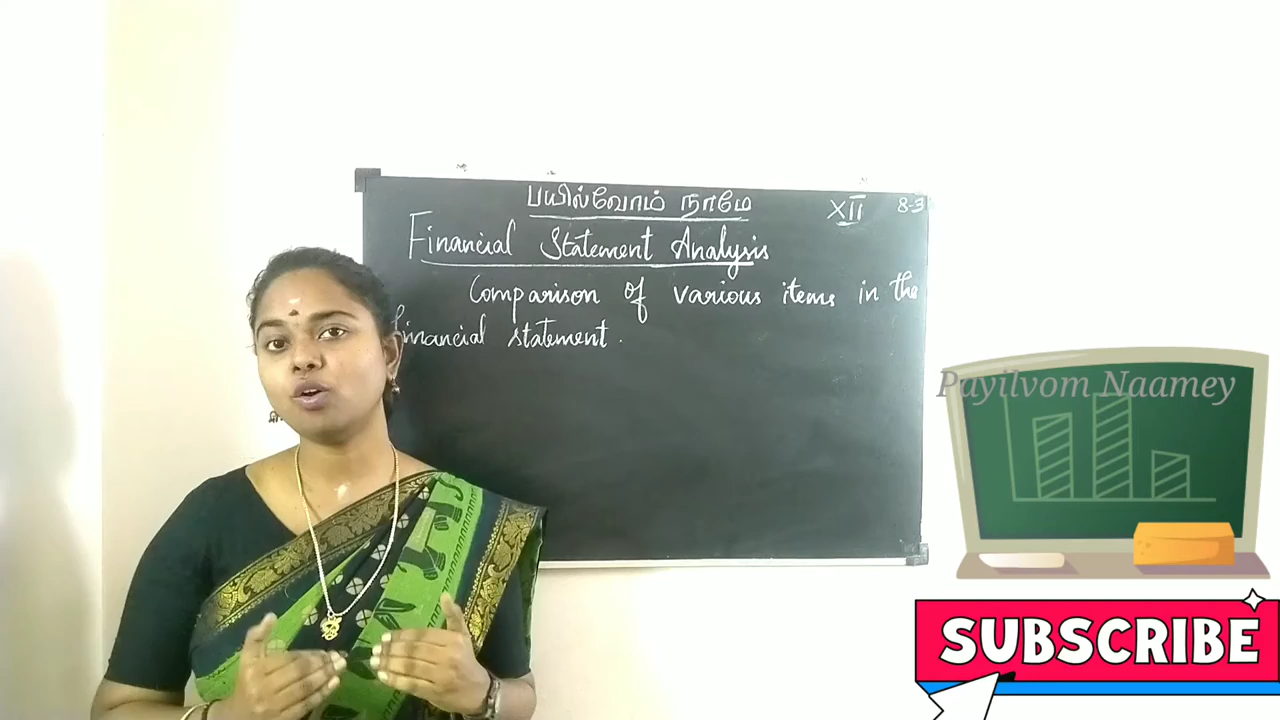 பயில்வோம் நாமே
XII
8-3
Financial Statement Analysis
Comparison of various items in the
financial statement.
Payilvom Naamey
SUBSCRIBE